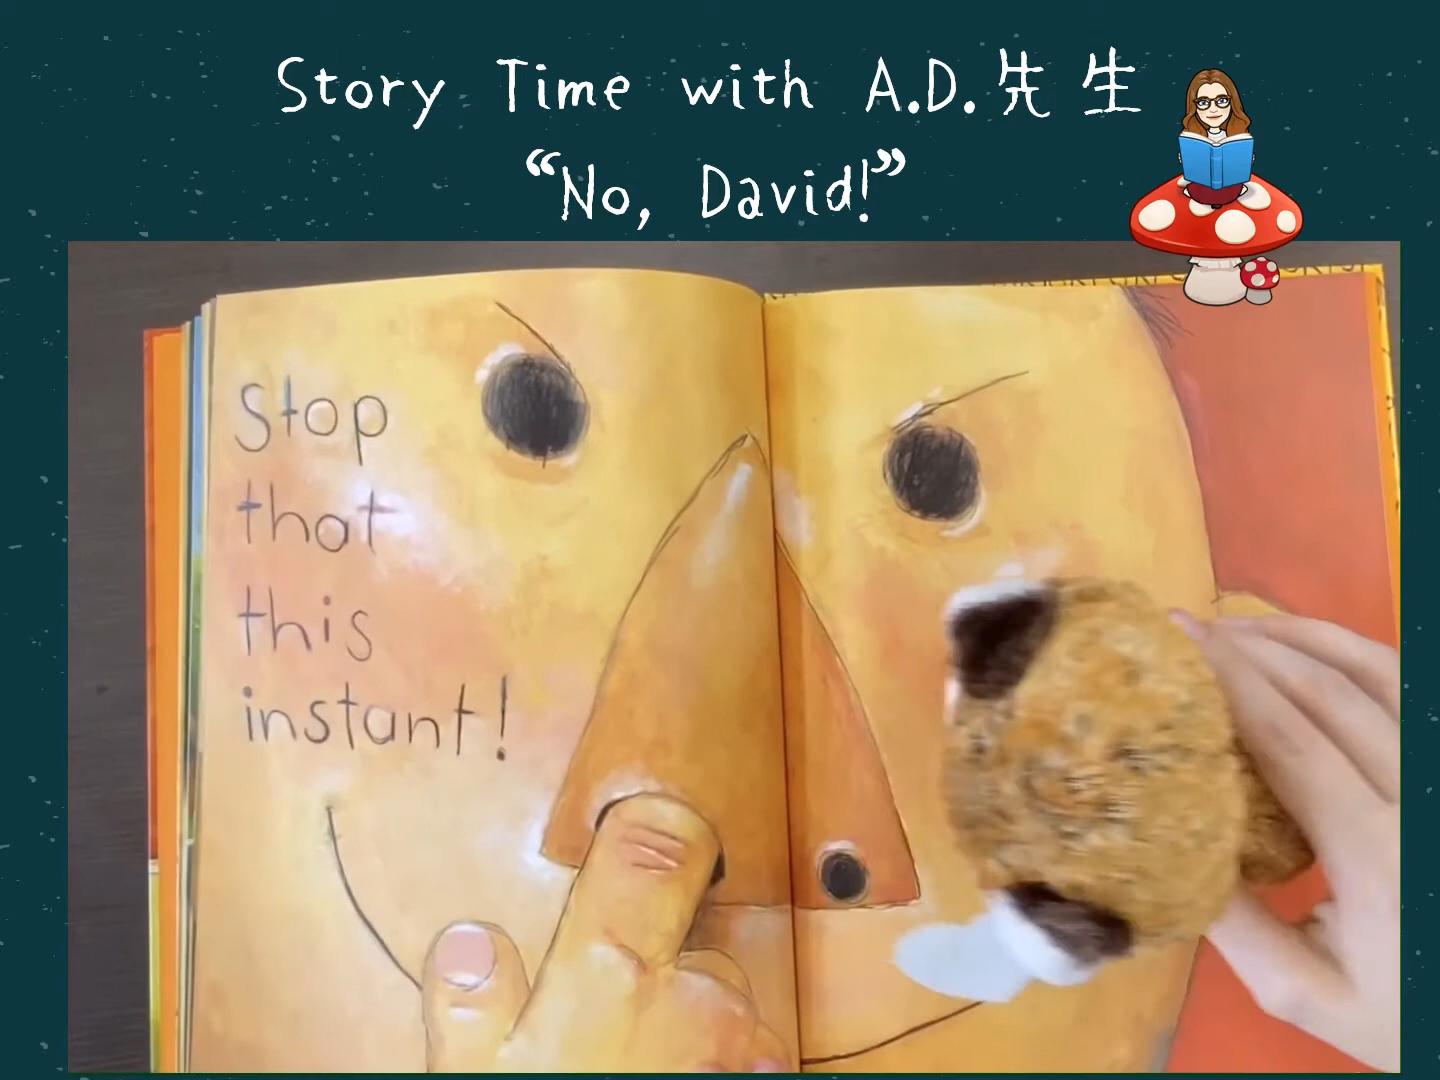 Story Time with A.D.先生
“No, David!”
Stop
that
this
instant!